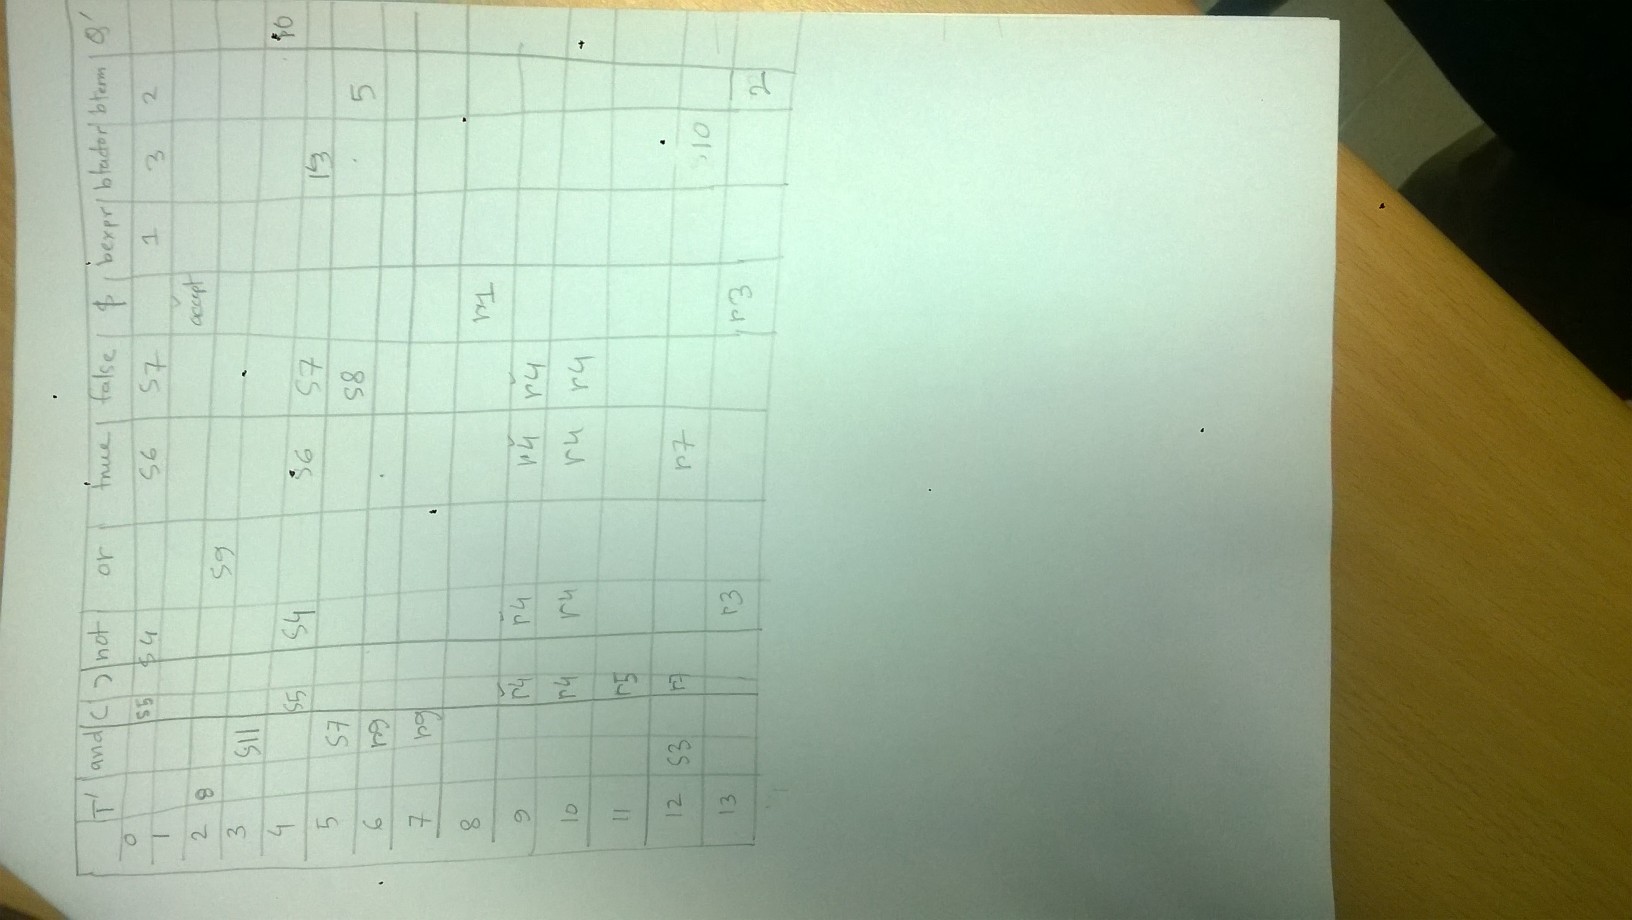 T' and ( ) not or true false $ bexpr bfactor bterm Q'
0 S5 S4 S6 S7 1 3 2
1 accept
2 8 S9
3 S11
4 S5 S4 S6 S7
5 S7 S8 5
6 r9
7 r9
8 r1
9 r4 r4 r4 r4
10 r4 r4 r4 r4
11 r5
12 S3 r7 10
13 r3 r3 2